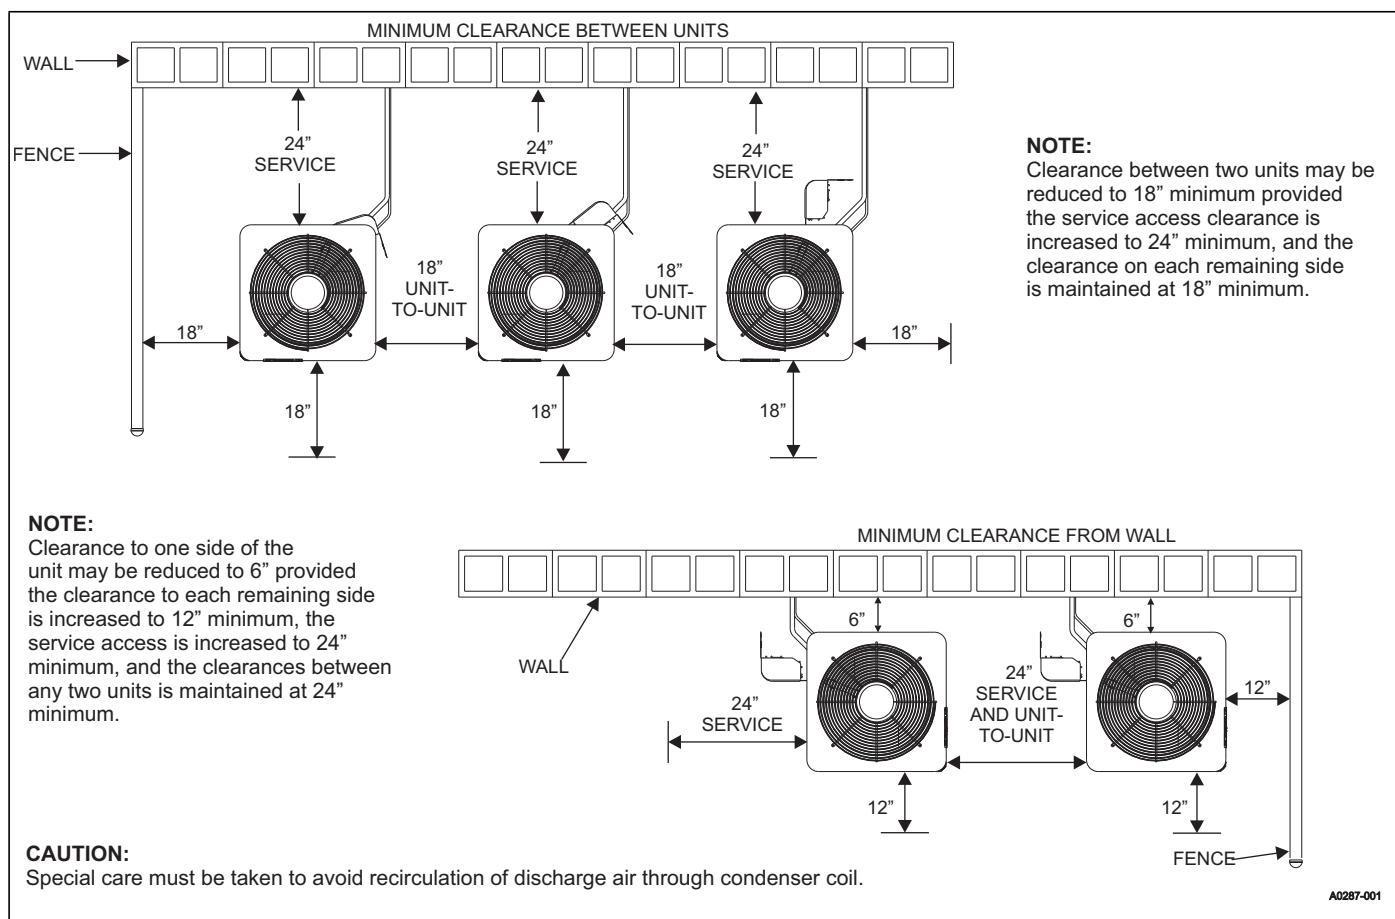 MINIMUM CLEARANCE BETWEEN UNITS
WALL
FENCE
24”
SERVICE
24”
SERVICE
24”
SERVICE
18”
UNIT-
TO-UNIT
18”
UNIT-
TO-UNIT
18”
18”
18”
18”
18”
NOTE:
Clearance between two units may be
reduced to 18” minimum provided
the service access clearance is
increased to 24” minimum, and the
clearance on each remaining side
is maintained at 18” minimum.
NOTE:
Clearance to one side of the
unit may be reduced to 6” provided
the clearance to each remaining side
is increased to 12” minimum, the
service access is increased to 24”
minimum, and the clearances between
any two units is maintained at 24”
minimum.
MINIMUM CLEARANCE FROM WALL
6”
6”
WALL
24”
SERVICE
24”
SERVICE
AND UNIT-
TO-UNIT
12”
12”
12”
FENCE
CAUTION:
Special care must be taken to avoid recirculation of discharge air through condenser coil.
A0287-001